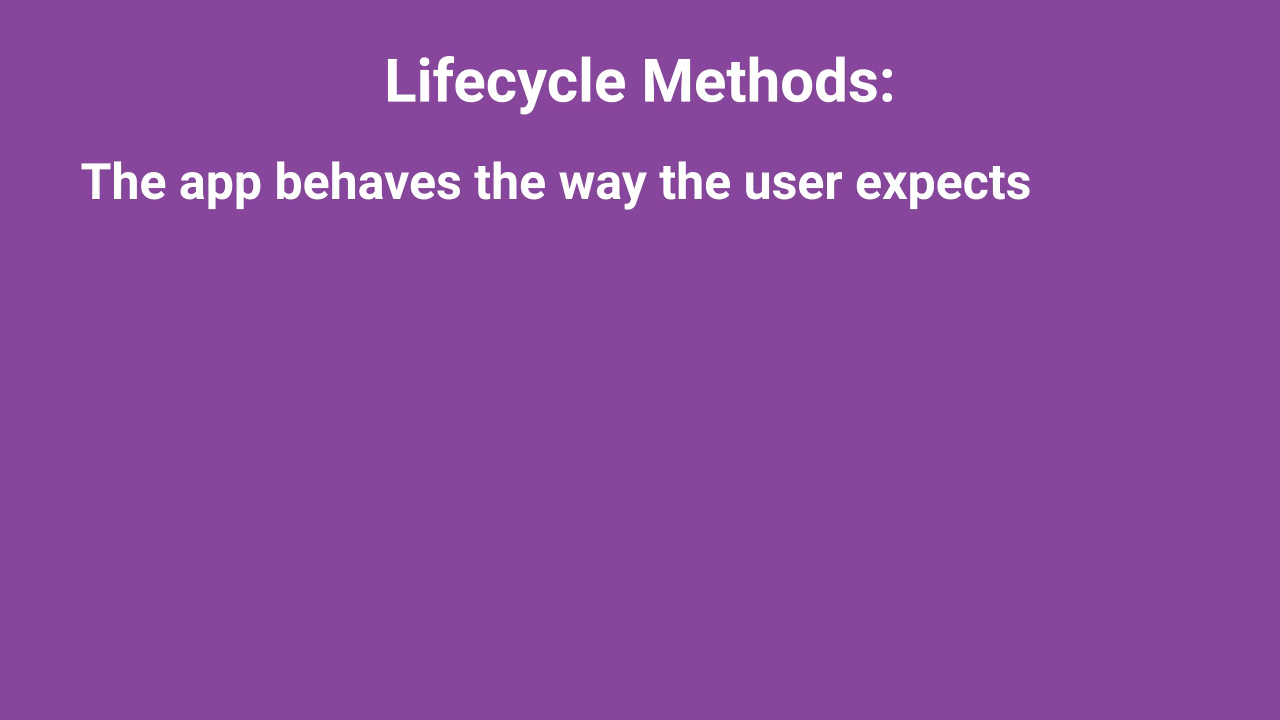 Lifecycle Methods:
The app behaves the way the user expects